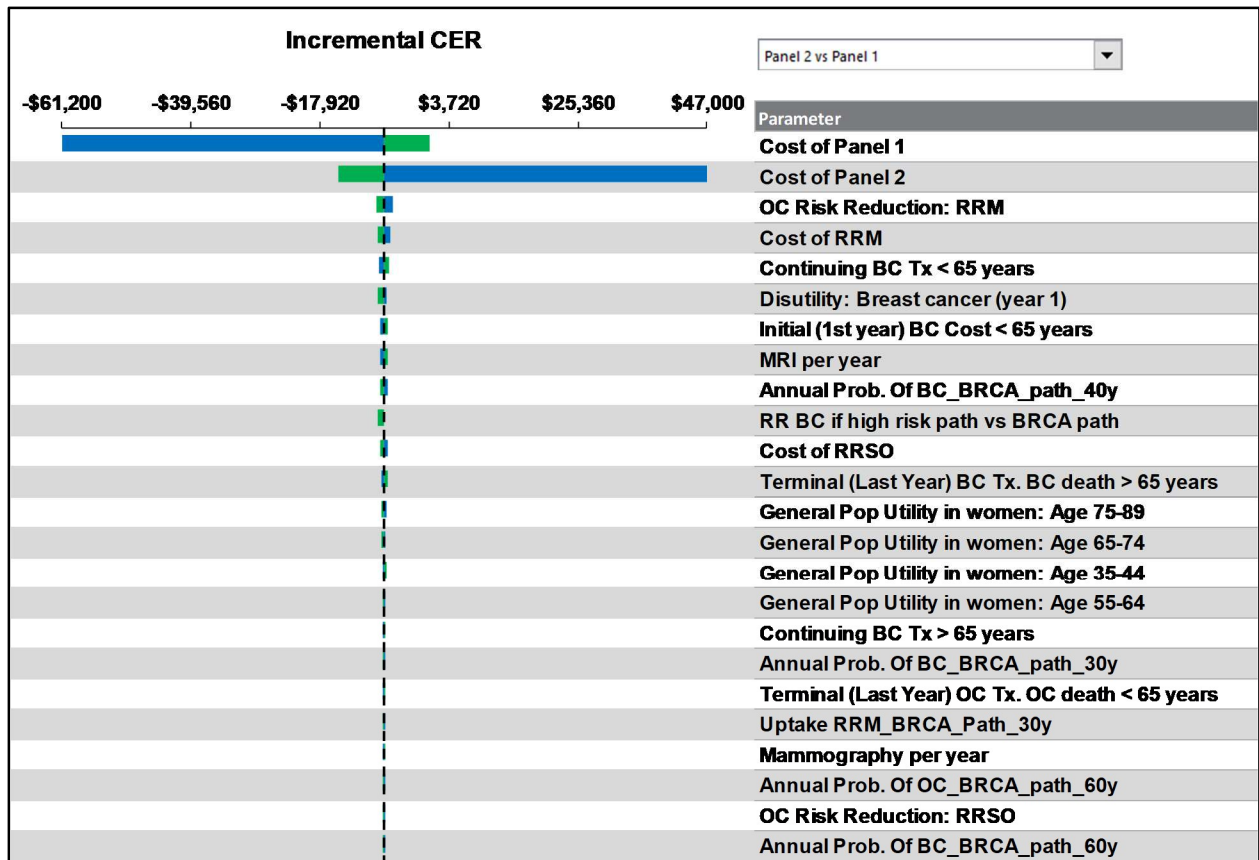 Incremental CER
Panel 2 vs Panel 1
-$61,200 -$39,560 -$17,920 $3,720 $25,360 $47,000
Parameter
Cost of Panel 1
Cost of Panel 2
OC Risk Reduction: RRM
Cost of RRM
Continuing BC Tx < 65 years
Disutility: Breast cancer (year 1)
Initial (1st year) BC Cost < 65 years
MRI per year
Annual Prob. Of BC_BRCA_path_40y
RR BC if high risk path vs BRCA path
Cost of RRSO
Terminal (Last Year) BC Tx. BC death > 65 years
General Pop Utility in women: Age 75-89
General Pop Utility in women: Age 65-74
General Pop Utility in women: Age 35-44
General Pop Utility in women: Age 55-64
Continuing BC Tx > 65 years
Annual Prob. Of BC_BRCA_path_30y
Terminal (Last Year) OC Tx. OC death < 65 years
Uptake RRM_BRCA_Path_30y
Mammography per year
Annual Prob. Of OC_BRCA_path_60y
OC Risk Reduction: RRSO
Annual Prob. Of BC_BRCA_path_60y